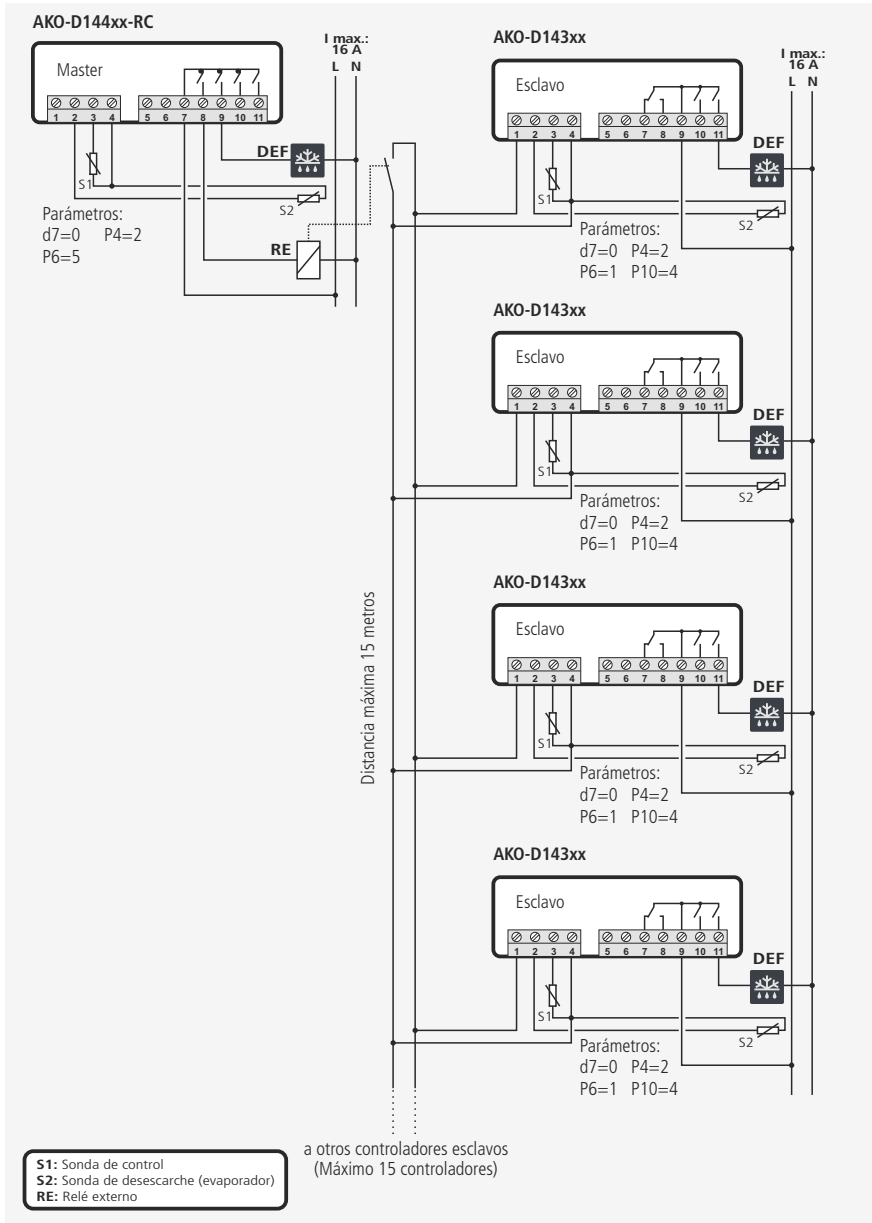 AKO-D144xx-RC
I max.:
16 A
L N
Master
1 2 3 4 5 6 7 8 9 10 11
DEF
S1
S2
Parámetros:
d7=0 P4=2
P6=5
RE
AKO-D143xx
I max.:
16 A
L N
Esclavo
1 2 3 4 5 6 7 8 9 10 11
DEF
S1
S2
Parámetros:
d7=0 P4=2
P6=1 P10=4
AKO-D143xx
Esclavo
1 2 3 4 5 6 7 8 9 10 11
DEF
S1
S2
Parámetros:
d7=0 P4=2
P6=1 P10=4
Distancia máxima 15 metros
AKO-D143xx
Esclavo
1 2 3 4 5 6 7 8 9 10 11
DEF
S1
S2
Parámetros:
d7=0 P4=2
P6=1 P10=4
AKO-D143xx
Esclavo
1 2 3 4 5 6 7 8 9 10 11
DEF
S1
S2
Parámetros:
d7=0 P4=2
P6=1 P10=4
a otros controladores esclavos
(Máximo 15 controladores)
S1: Sonda de control
S2: Sonda de desescarche (evaporador)
RE: Relé externo